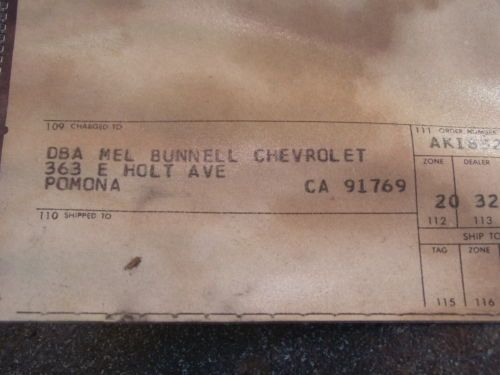 109 CHARGED TO
DBA MEL BUNNELL CHEVROLET
363 E HOLT AVE
POMONA CA 91769
110 SHIPPED TO
111 ORDER NUMBER
ZONE DEALER
20 32
112 113
SHIP TO
TAG ZONE
115 116